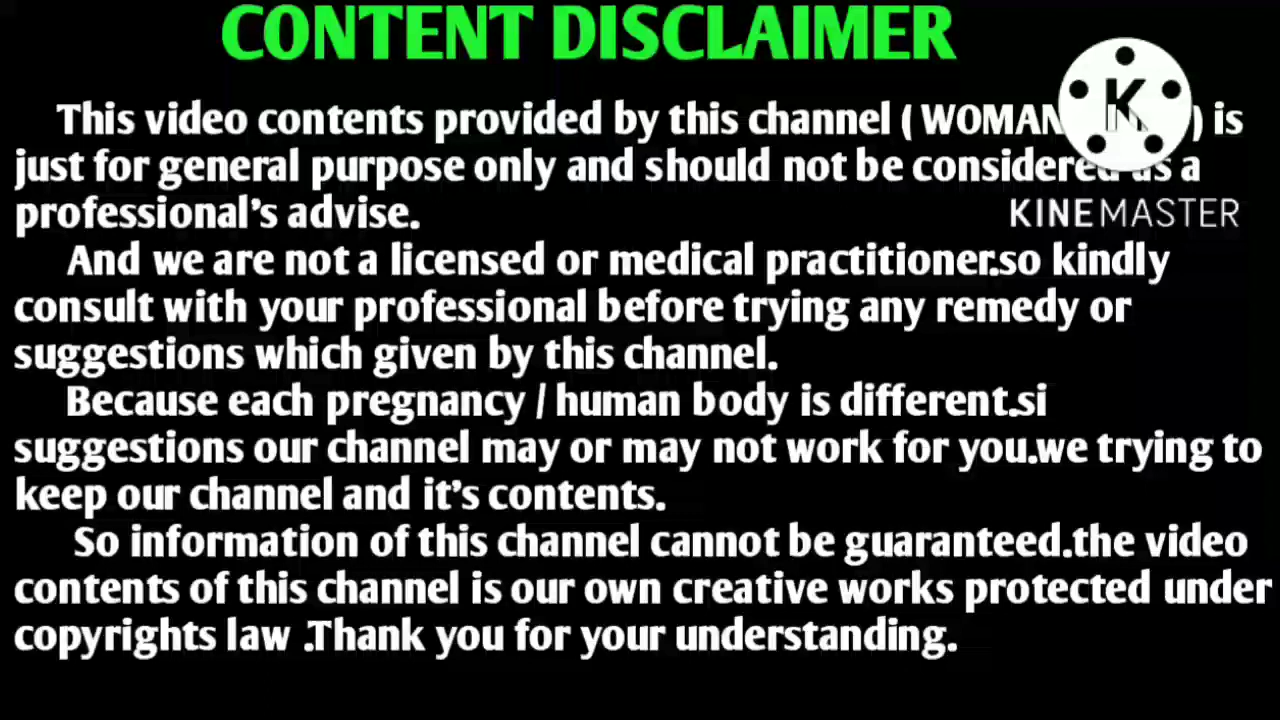 CONTENT DISCLAIMER
This video contents provided by this channel ( WOMAN ) is
just for general purpose only and should not be considered as a
professional's advise.
KINEMASTER
K
And we are not a licensed or medical practitioner.so kindly
consult with your professional before trying any remedy or
suggestions which given by this channel.
Because each pregnancy / human body is different.si
suggestions our channel may or may not work for you.we trying to
keep our channel and it's contents.
So information of this channel cannot be guaranteed.the video
contents of this channel is our own creative works protected under
copyrights law .Thank you for your understanding.